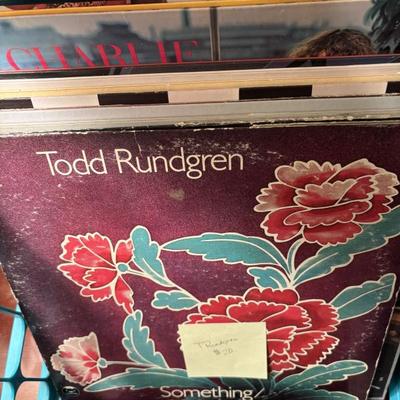 CHARLIE
Todd Rundgren
T Rundgren
$20
Something